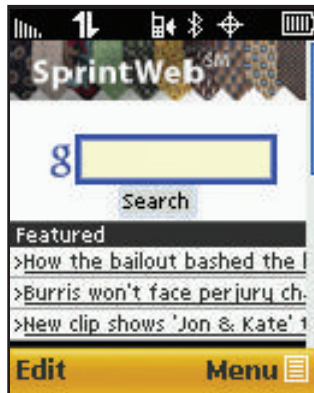 SprintWeb SM
g
Search
Featured
>How the bailout bashed the
>Burris won't face perjury ch
>New clip shows 'Jon & Kate'
Edit Menu